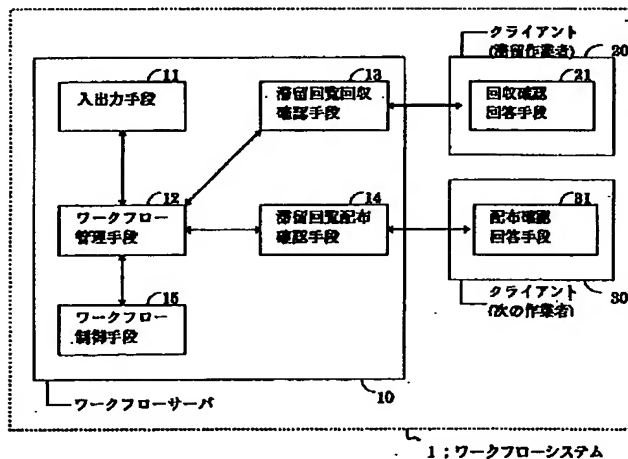 クライアント
(滞留作業者)
20
11
入出力手段
13
滞留回覧回収
確認手段
21
回収確認
回答手段
12
ワークフロー
管理手段
14
滞留回覧配布
確認手段
31
配布確認
回答手段
15
ワークフロー
制御手段
クライアント
(次の作業者)
30
ワークフローサーバ
10
1；ワークフローシステム